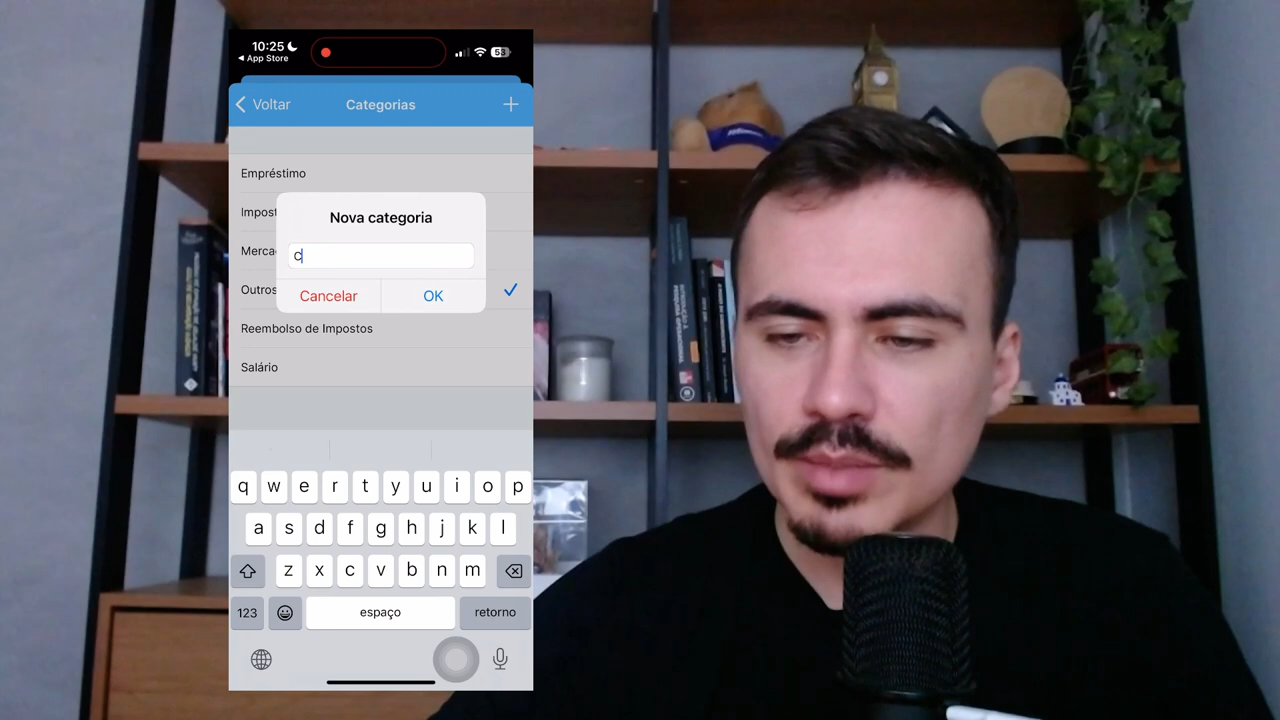 10:25
53
◀ App Store
Voltar
Categorias
Empréstimo
Impost
Nova categoria
Merca
C
Outros
Cancelar
OK
Reembolso de Impostos
Salário
q w e r t y u i o p
a s d f g h j k l
z x c v b n m
123
espaço
retorno